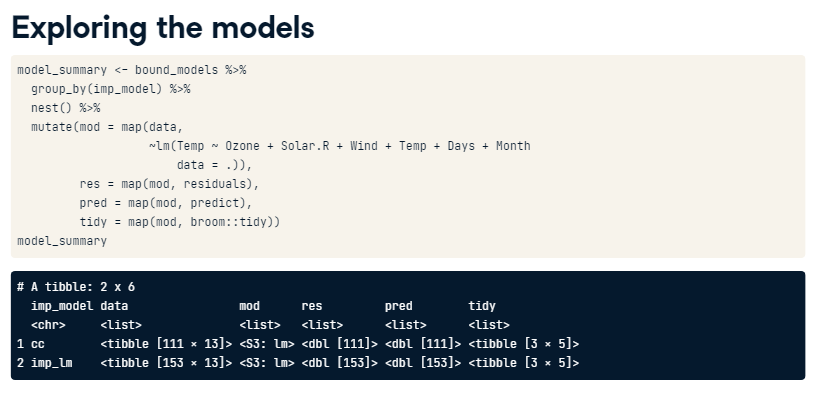 Exploring the models
model_summary <- bound_models %>%
  group_by(imp_model) %>%
  nest() %>%
  mutate(mod = map(data,
                   ~lm(Temp ~ Ozone + Solar.R + Wind + Temp + Days + Month
                       data = .)),
         res = map(mod, residuals),
         pred = map(mod, predict),
         tidy = map(mod, broom::tidy))
model_summary
# A tibble: 2 x 6
  imp_model data                mod      res         pred        tidy
  <chr>     <list>              <list>   <list>      <list>      <list>
1 cc        <tibble [111 × 13]> <S3: lm> <dbl [111]> <dbl [111]> <tibble [3 × 5]>
2 imp_lm    <tibble [153 × 13]> <S3: lm> <dbl [153]> <dbl [153]> <tibble [3 × 5]>